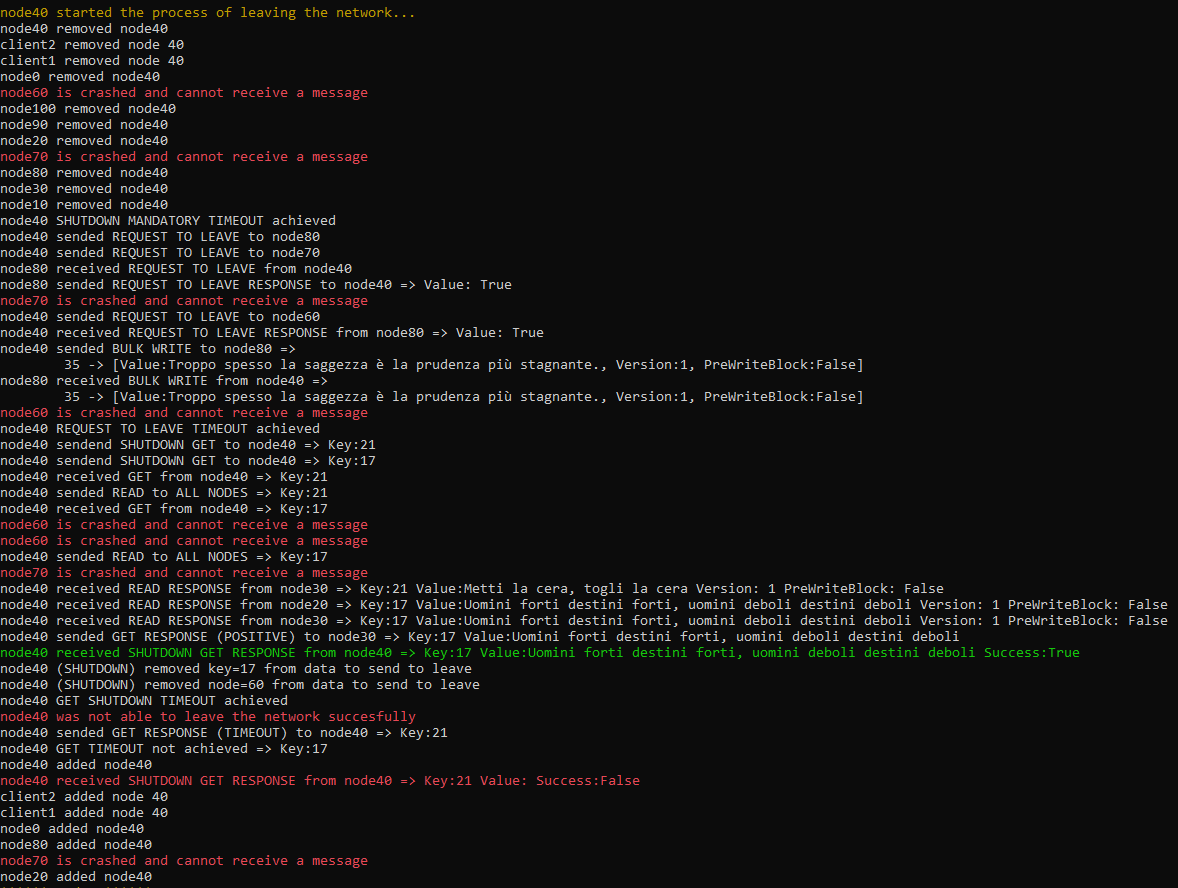 node40 started the process of leaving the network...
node40 removed node40
client2 removed node 40
client1 removed node 40
node0 removed node40
node60 is crashed and cannot receive a message
node100 removed node40
node90 removed node40
node20 removed node40
node70 is crashed and cannot receive a message
node80 removed node40
node30 removed node40
node10 removed node40
node40 SHUTDOWN MANDATORY TIMEOUT achieved
node40 sended REQUEST TO LEAVE to node80
node40 sended REQUEST TO LEAVE to node70
node80 received REQUEST TO LEAVE from node40
node80 sended REQUEST TO LEAVE RESPONSE to node40 => Value: True
node70 is crashed and cannot receive a message
node40 sended REQUEST TO LEAVE to node60
node40 received REQUEST TO LEAVE RESPONSE from node80 => Value: True
node40 sended BULK WRITE to node80 =>
35 -> [Value:Troppo spesso la saggezza è la prudenza più stagnante., Version:1, PreWriteBlock:False]
node80 received BULK WRITE from node40 =>
35 -> [Value:Troppo spesso la saggezza è la prudenza più stagnante., Version:1, PreWriteBlock:False]
node60 is crashed and cannot receive a message
node40 REQUEST TO LEAVE TIMEOUT achieved
node40 sendend SHUTDOWN GET to node40 => Key:21
node40 sendend SHUTDOWN GET to node40 => Key:17
node40 received GET from node40 => Key:21
node40 sended READ to ALL NODES => Key:21
node40 received GET from node40 => Key:17
node60 is crashed and cannot receive a message
node60 is crashed and cannot receive a message
node40 sended READ to ALL NODES => Key:17
node70 is crashed and cannot receive a message
node40 received READ RESPONSE from node30 => Key:21 Value:Metti la cera, togli la cera Version: 1 PreWriteBlock: False
node40 received READ RESPONSE from node20 => Key:17 Value:Uomini forti destini forti, uomini deboli destini deboli Version: 1 PreWriteBlock: False
node40 received READ RESPONSE from node30 => Key:17 Value:Uomini forti destini forti, uomini deboli destini deboli Version: 1 PreWriteBlock: False
node40 sended GET RESPONSE (POSITIVE) to node30 => Key:17 Value:Uomini forti destini forti, uomini deboli destini deboli
node40 received SHUTDOWN GET RESPONSE from node40 => Key:17 Value:Uomini forti destini forti, uomini deboli destini deboli Success:True
node40 (SHUTDOWN) removed key=17 from data to send to leave
node40 (SHUTDOWN) removed node=60 from data to send to leave
node40 GET SHUTDOWN TIMEOUT achieved
node40 was not able to leave the network succesfully
node40 sended GET RESPONSE (TIMEOUT) to node40 => Key:21
node40 GET TIMEOUT not achieved => Key:17
node40 added node40
node40 received SHUTDOWN GET RESPONSE from node40 => Key:21 Value: Success:False
client2 added node 40
client1 added node 40
node0 added node40
node80 added node40
node70 is crashed and cannot receive a message
node20 added node40